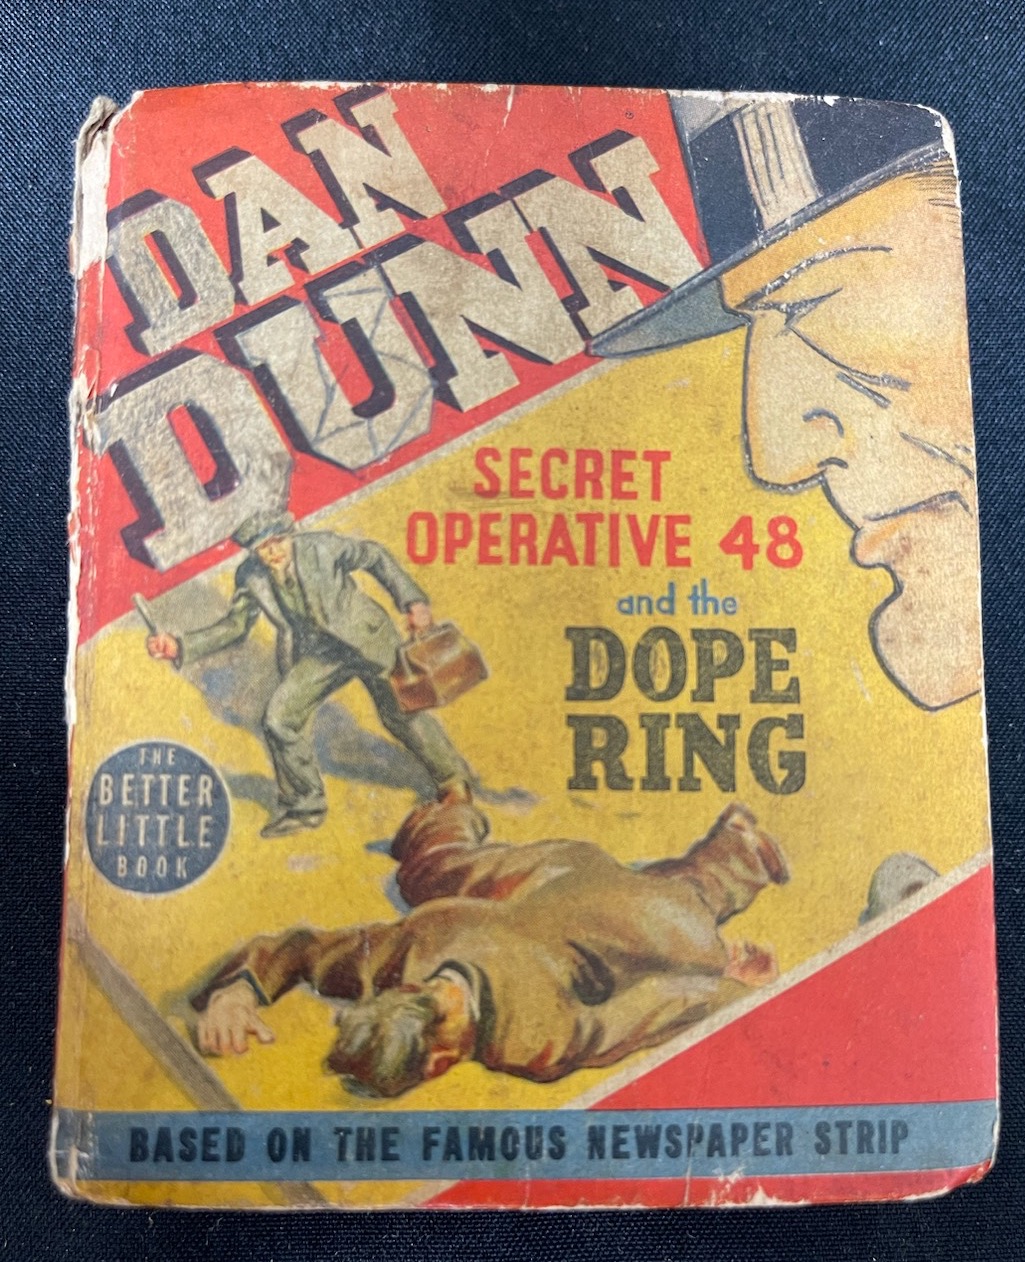 DAN
DUNN
SECRET
OPERATIVE 48
and the
DOPE
RING
THE
BETTER
LITTLE
BOOK
BASED ON THE FAMOUS NEWSPAPER STRIP